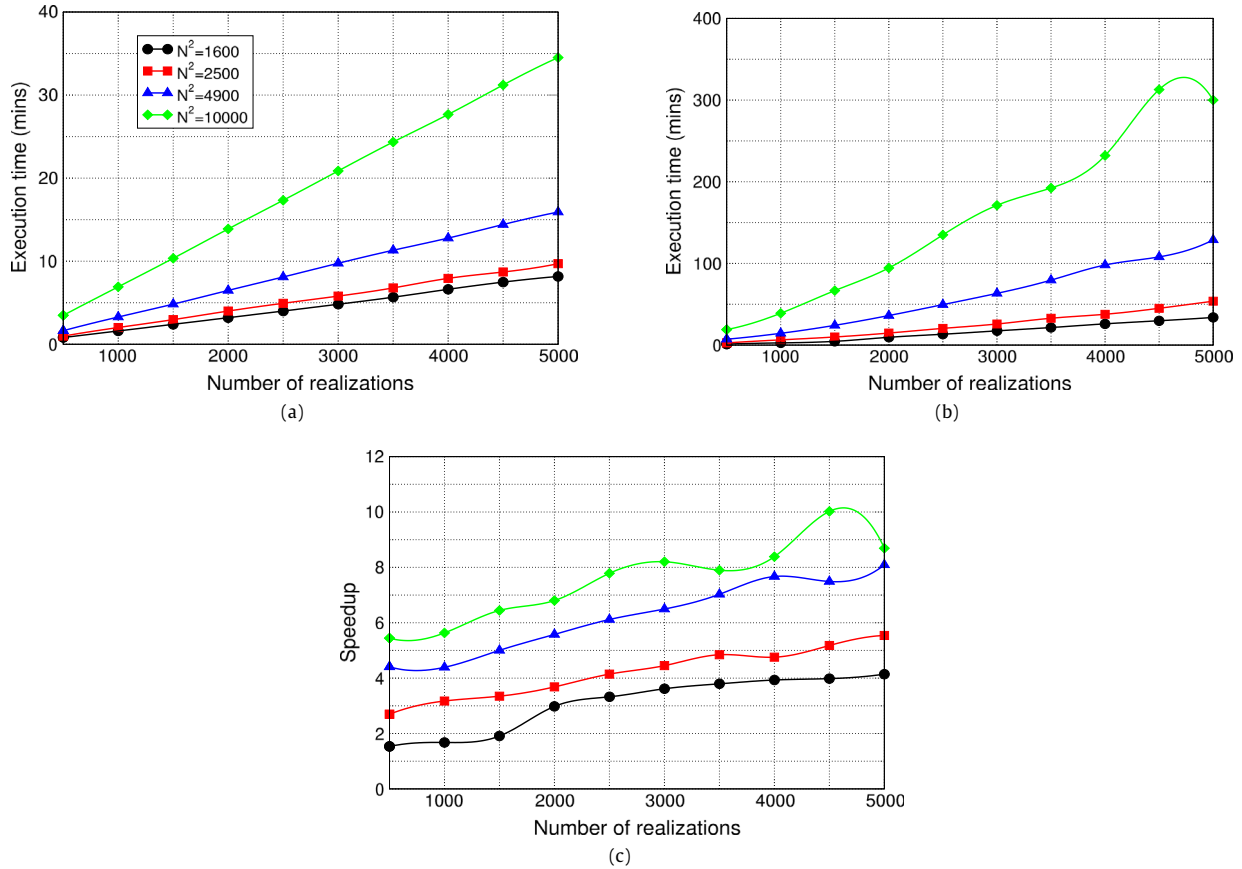 40
30
20
10
0
Execution time (mins)
N²=1600
N²=2500
N²=4900
N²=10000
1000 2000 3000 4000 5000
Number of realizations
(a)
400
300
200
100
0
Execution time (mins)
1000 2000 3000 4000 5000
Number of realizations
(b)
12
10
8
6
4
2
0
Speedup
1000 2000 3000 4000 5000
Number of realizations
(c)